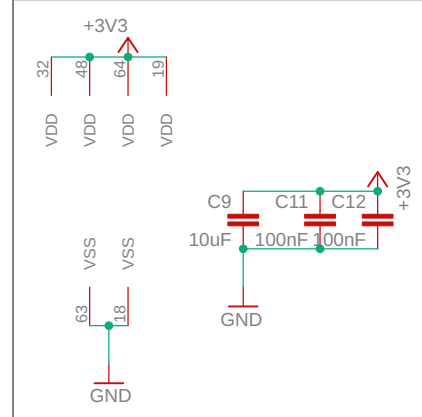 +3V3
32 48 64 19
VDD VDD VDD VDD
+3V3
C9 C11 C12
10uF 100nF 100nF
VSS VSS
63 18
GND
GND